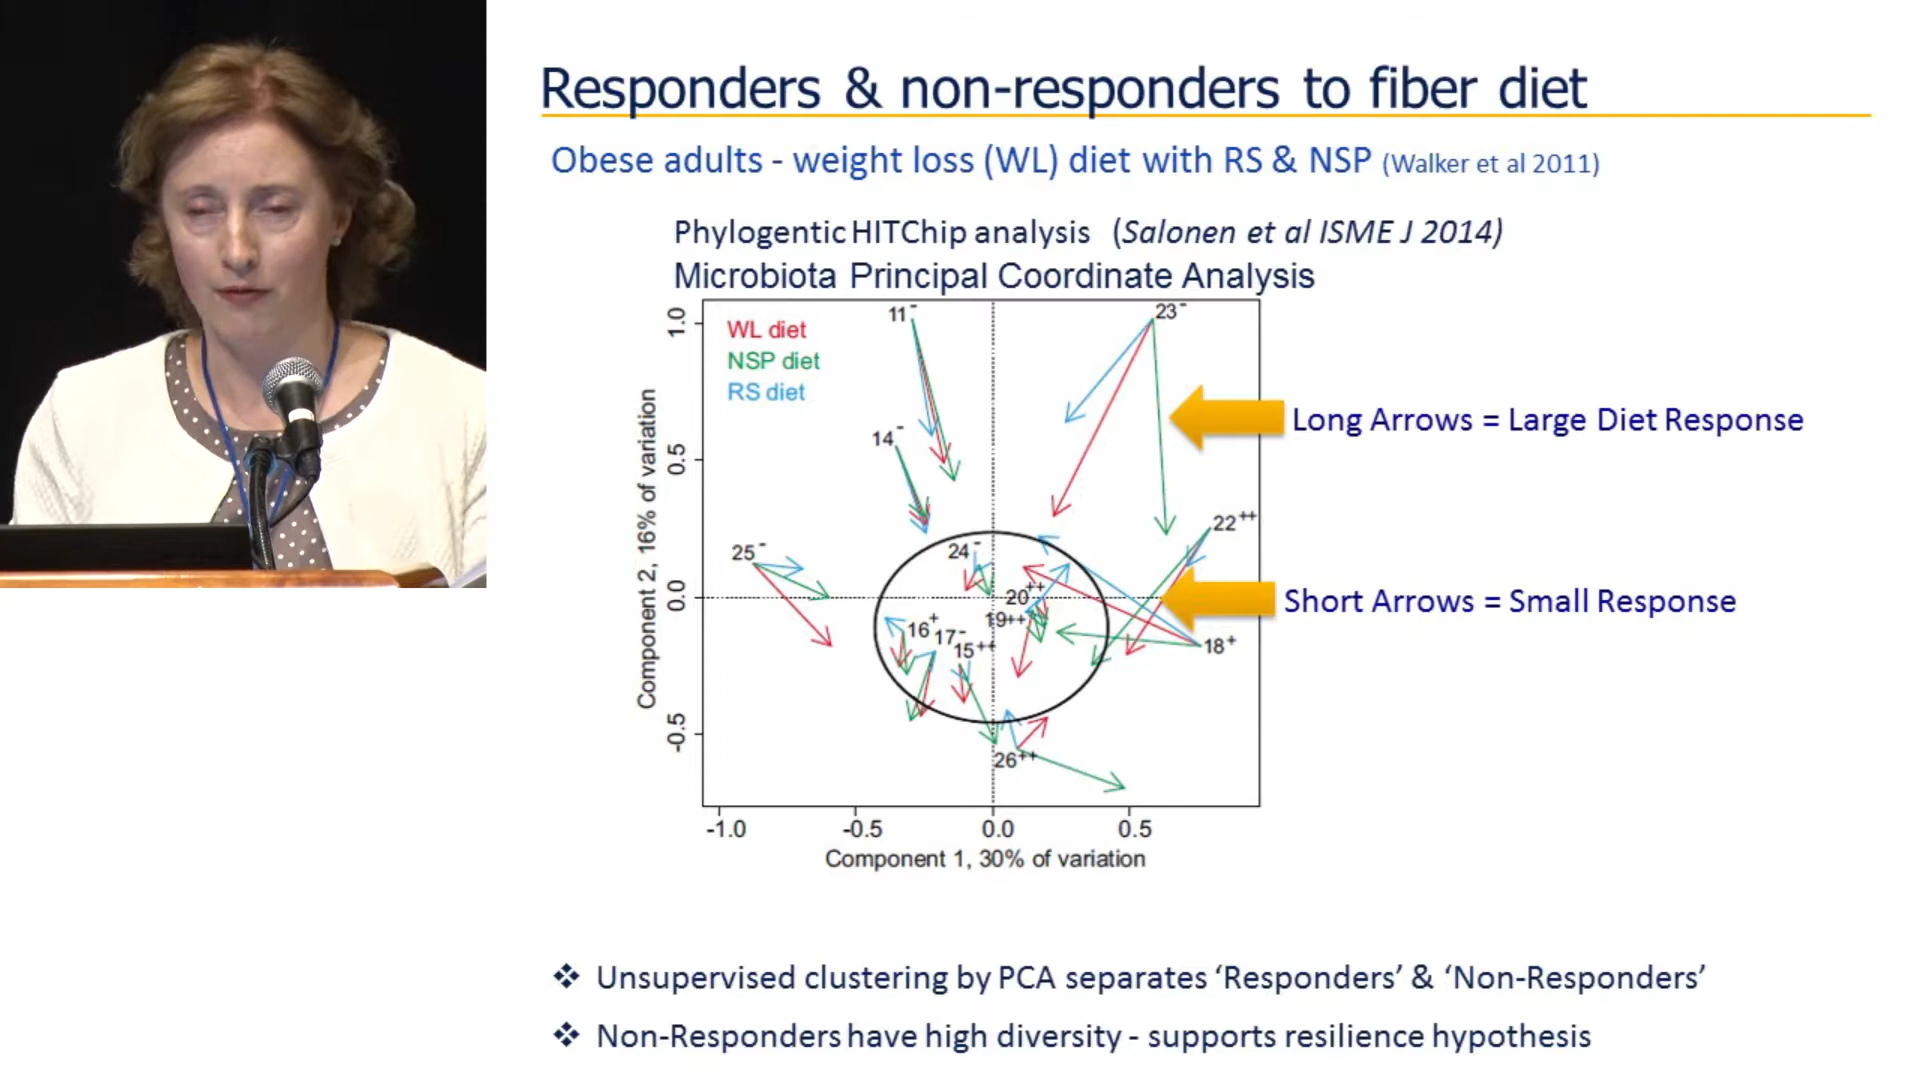 Responders & non-responders to fiber diet
Obese adults - weight loss (WL) diet with RS & NSP (Walker et al 2011)
Phylogentic HITChip analysis (Salonen et al ISME J 2014)
Microbiota Principal Coordinate Analysis
WL diet
NSP diet
RS diet
11-
23-
14-
22++
25-
24-
20++
19++
16+
17-
15++
18+
26++
Long Arrows = Large Diet Response
Short Arrows = Small Response
Component 2, 16% of variation
1.0
0.5
0.0
-0.5
-1.0 -0.5 0.0 0.5
Component 1, 30% of variation
❖ Unsupervised clustering by PCA separates ‘Responders’ & ‘Non-Responders’
❖ Non-Responders have high diversity - supports resilience hypothesis